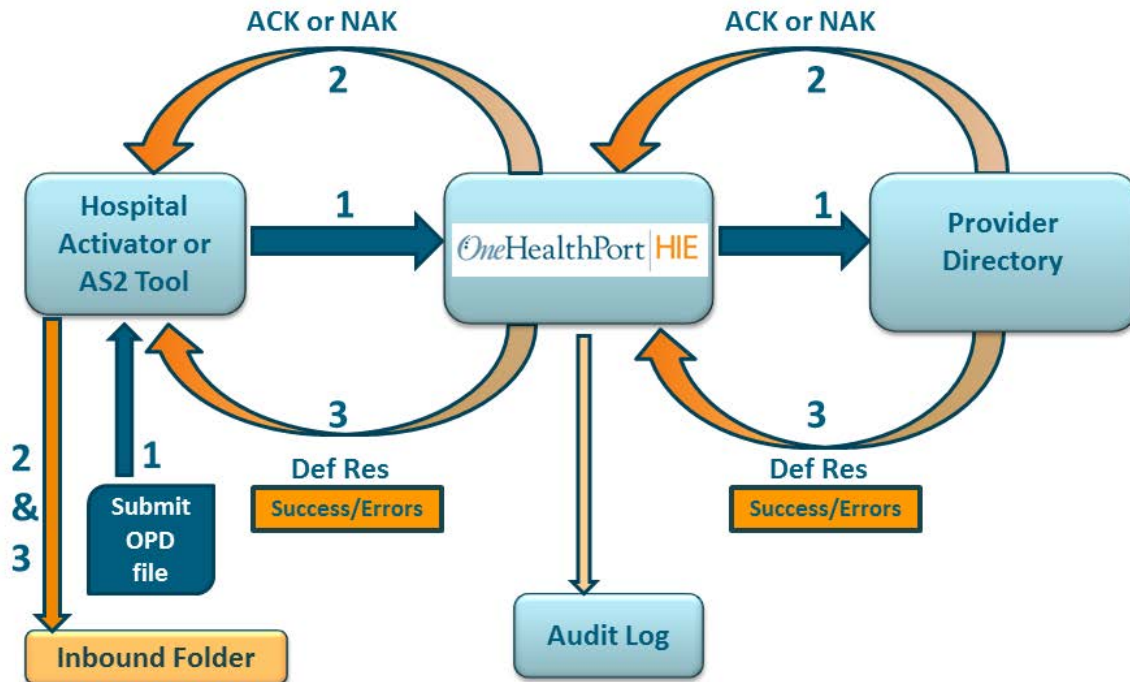 ACK or NAK
ACK or NAK
2
2
Hospital
Activator or
AS2 Tool
1
OneHealthPort HIE
1
Provider
Directory
3
3
Def Res
Success/Errors
Def Res
Success/Errors
2
&
3
1
Submit
OPD
file
Inbound Folder
Audit Log